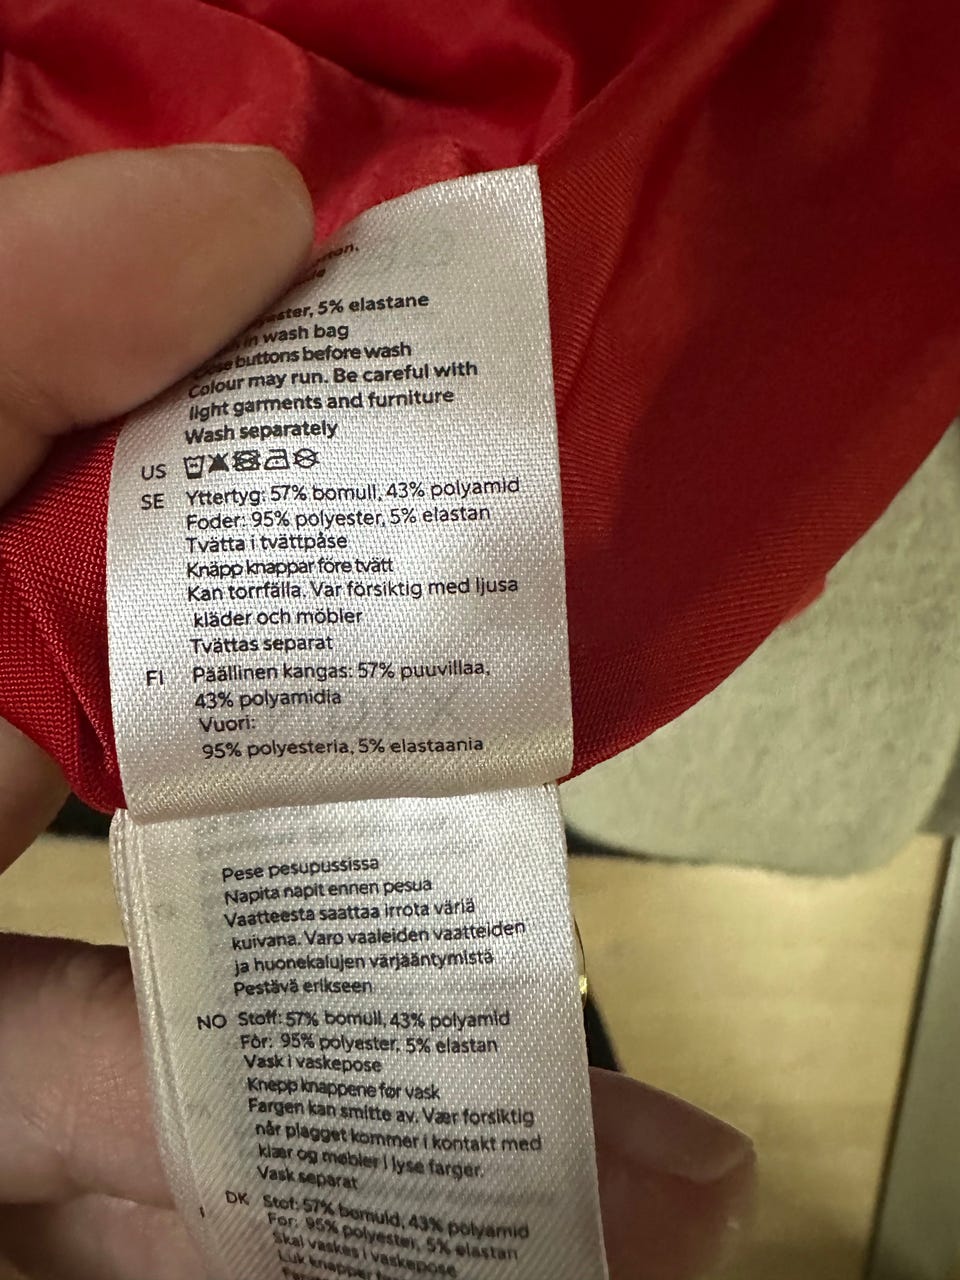 5% elastane
in wash bag
buttons before wash
Colour may run. Be careful with
light garments and furniture
Wash separately
US
SE Yttertyg: 57% bomull, 43% polyamid
Foder: 95% polyester, 5% elastan
Tvätta i tvättpåse
Knäpp knappar före tvätt
Kan torrfälla. Var försiktig med ljusa
kläder och möbler
Tvättas separat
FI Päällinen kangas: 57% puuvillaa,
43% polyamidia
Vuori:
95% polyesteria, 5% elastaania
Pese pesupussissa
Napita napit ennen pesua
Vaatteesta saattaa irrota väriä
kuivana. Varo vaaleiden vaatteiden
ja huonekalujen värjääntymistä
Pestävä erikseen
NO Stoff: 57% bomull, 43% polyamid
Fôr: 95% polyester, 5% elastan
Vask i vaskepose
Knepp knappene før vask
Fargen kan smitte av. Vær forsiktig
når plagget kommer i kontakt med
klær og møbler i lyse farger.
Vask separat
DK Stof: 57% bomuld, 43% polyamid
For: 95% polyester, 5% elastan
Skal vaskes i vaskepose
Luk knapper